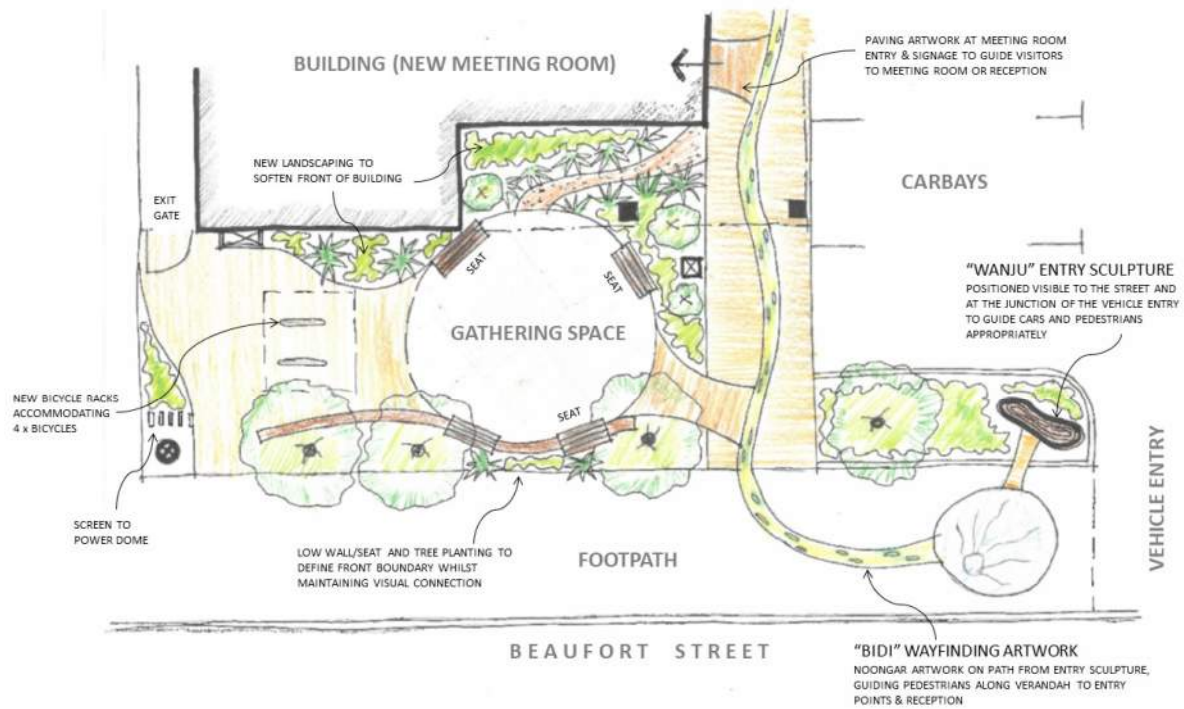 PAVING ARTWORK AT MEETING ROOM
ENTRY & SIGNAGE TO GUIDE VISITORS
TO MEETING ROOM OR RECEPTION
BUILDING (NEW MEETING ROOM)
NEW LANDSCAPING TO
SOFTEN FRONT OF BUILDING
CARBAYS
EXIT
GATE
SEAT
SEAT
"WANJU" ENTRY SCULPTURE
POSITIONED VISIBLE TO THE STREET AND
AT THE JUNCTION OF THE VEHICLE ENTRY
TO GUIDE CARS AND PEDESTRIANS
APPROPRIATELY
GATHERING SPACE
NEW BICYCLE RACKS
ACCOMMODATING
4 x BICYCLES
SEAT
SCREEN TO
POWER DOME
LOW WALL/SEAT AND TREE PLANTING TO
DEFINE FRONT BOUNDARY WHILST
MAINTAINING VISUAL CONNECTION
FOOTPATH
VEHICLE ENTRY
BEAUFORT STREET
"BIDI" WAYFINDING ARTWORK
NOONGAR ARTWORK ON PATH FROM ENTRY SCULPTURE,
GUIDING PEDESTRIANS ALONG VERANDAH TO ENTRY
POINTS & RECEPTION